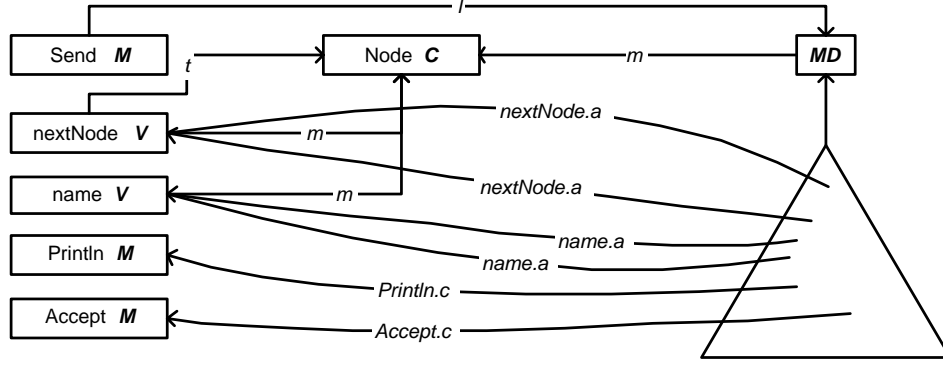 l
Send M
Node C
m
MD
t
nextNode.a
nextNode V
m
nextNode.a
name V
m
name.a
Println M
name.a
Println.c
Accept M
Accept.c